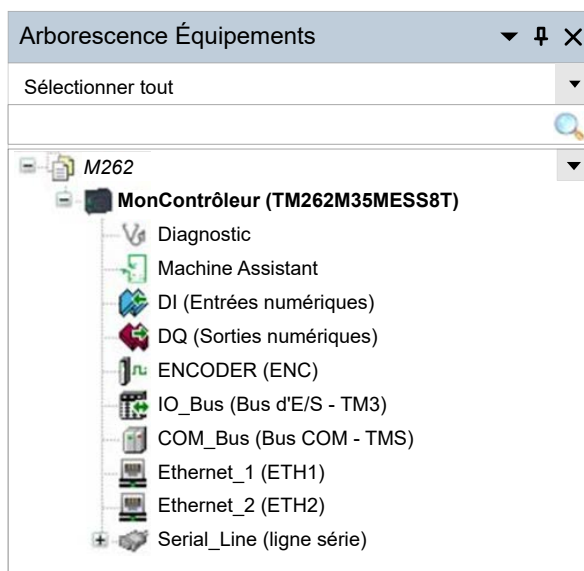 Arborescence Équipements
Sélectionner tout
M262
MonContrôleur (TM262M35MESS8T)
Diagnostic
Machine Assistant
DI (Entrées numériques)
DQ (Sorties numériques)
ENCODER (ENC)
IO_Bus (Bus d'E/S - TM3)
COM_Bus (Bus COM - TMS)
Ethernet_1 (ETH1)
Ethernet_2 (ETH2)
Serial_Line (ligne série)